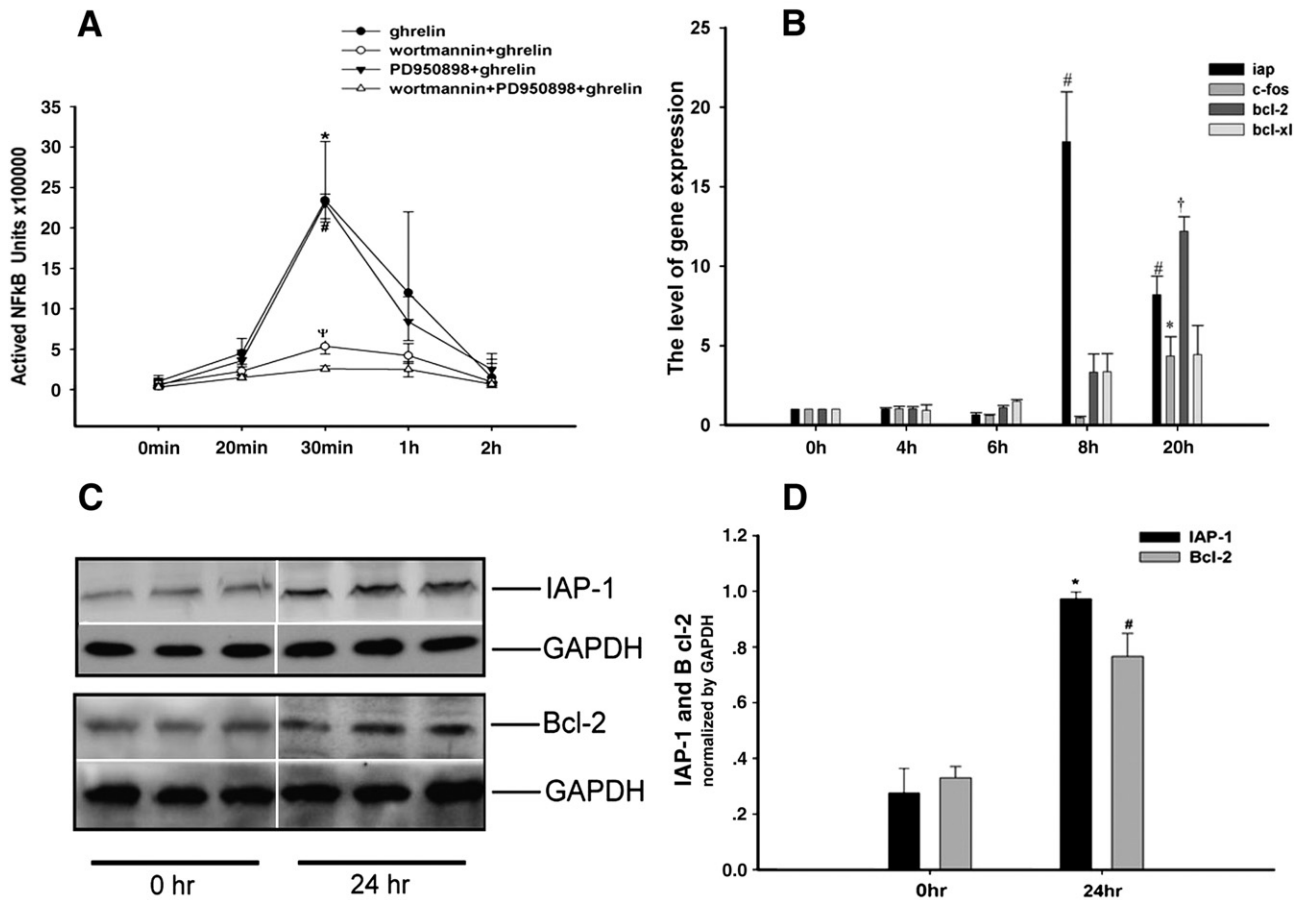 A
ghrelin
wortmannin+ghrelin
PD950898+ghrelin
wortmannin+PD950898+ghrelin
Actived NFkB Units x100000
35
30
25
20
15
10
5
0
*
#
Ψ
0min 20min 30min 1h 2h
B
iap
c-fos
bcl-2
bcl-xl
The level of gene expression
25
20
15
10
5
0
#
#
*
†
0h 4h 6h 8h 20h
C
IAP-1
GAPDH
Bcl-2
GAPDH
0 hr 24 hr
D
IAP-1
Bcl-2
IAP-1 and B cl-2
normalized by GAPDH
1.2
1.0
.8
.6
.4
.2
0.0
*
#
0hr 24hr